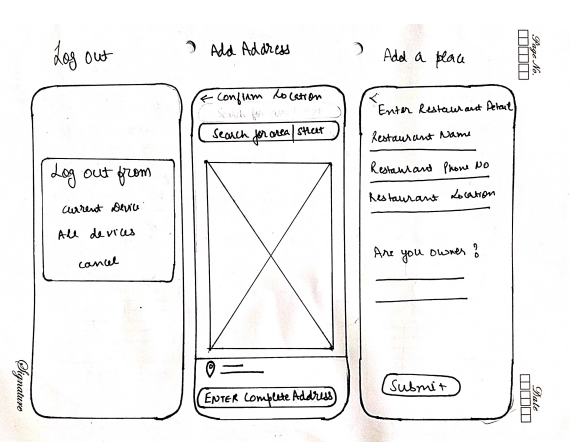 Log out
Log out from
current Device
All devices
cancel
Add Address
← Confirm Location
Search for area | Street
ENTER Complete Address
Add a place
Enter Restaurant Detail
Restaurant Name
Restaurant Phone No
Restaurant Location
Are you owner ?
Submit
Page No.
Date
Signature